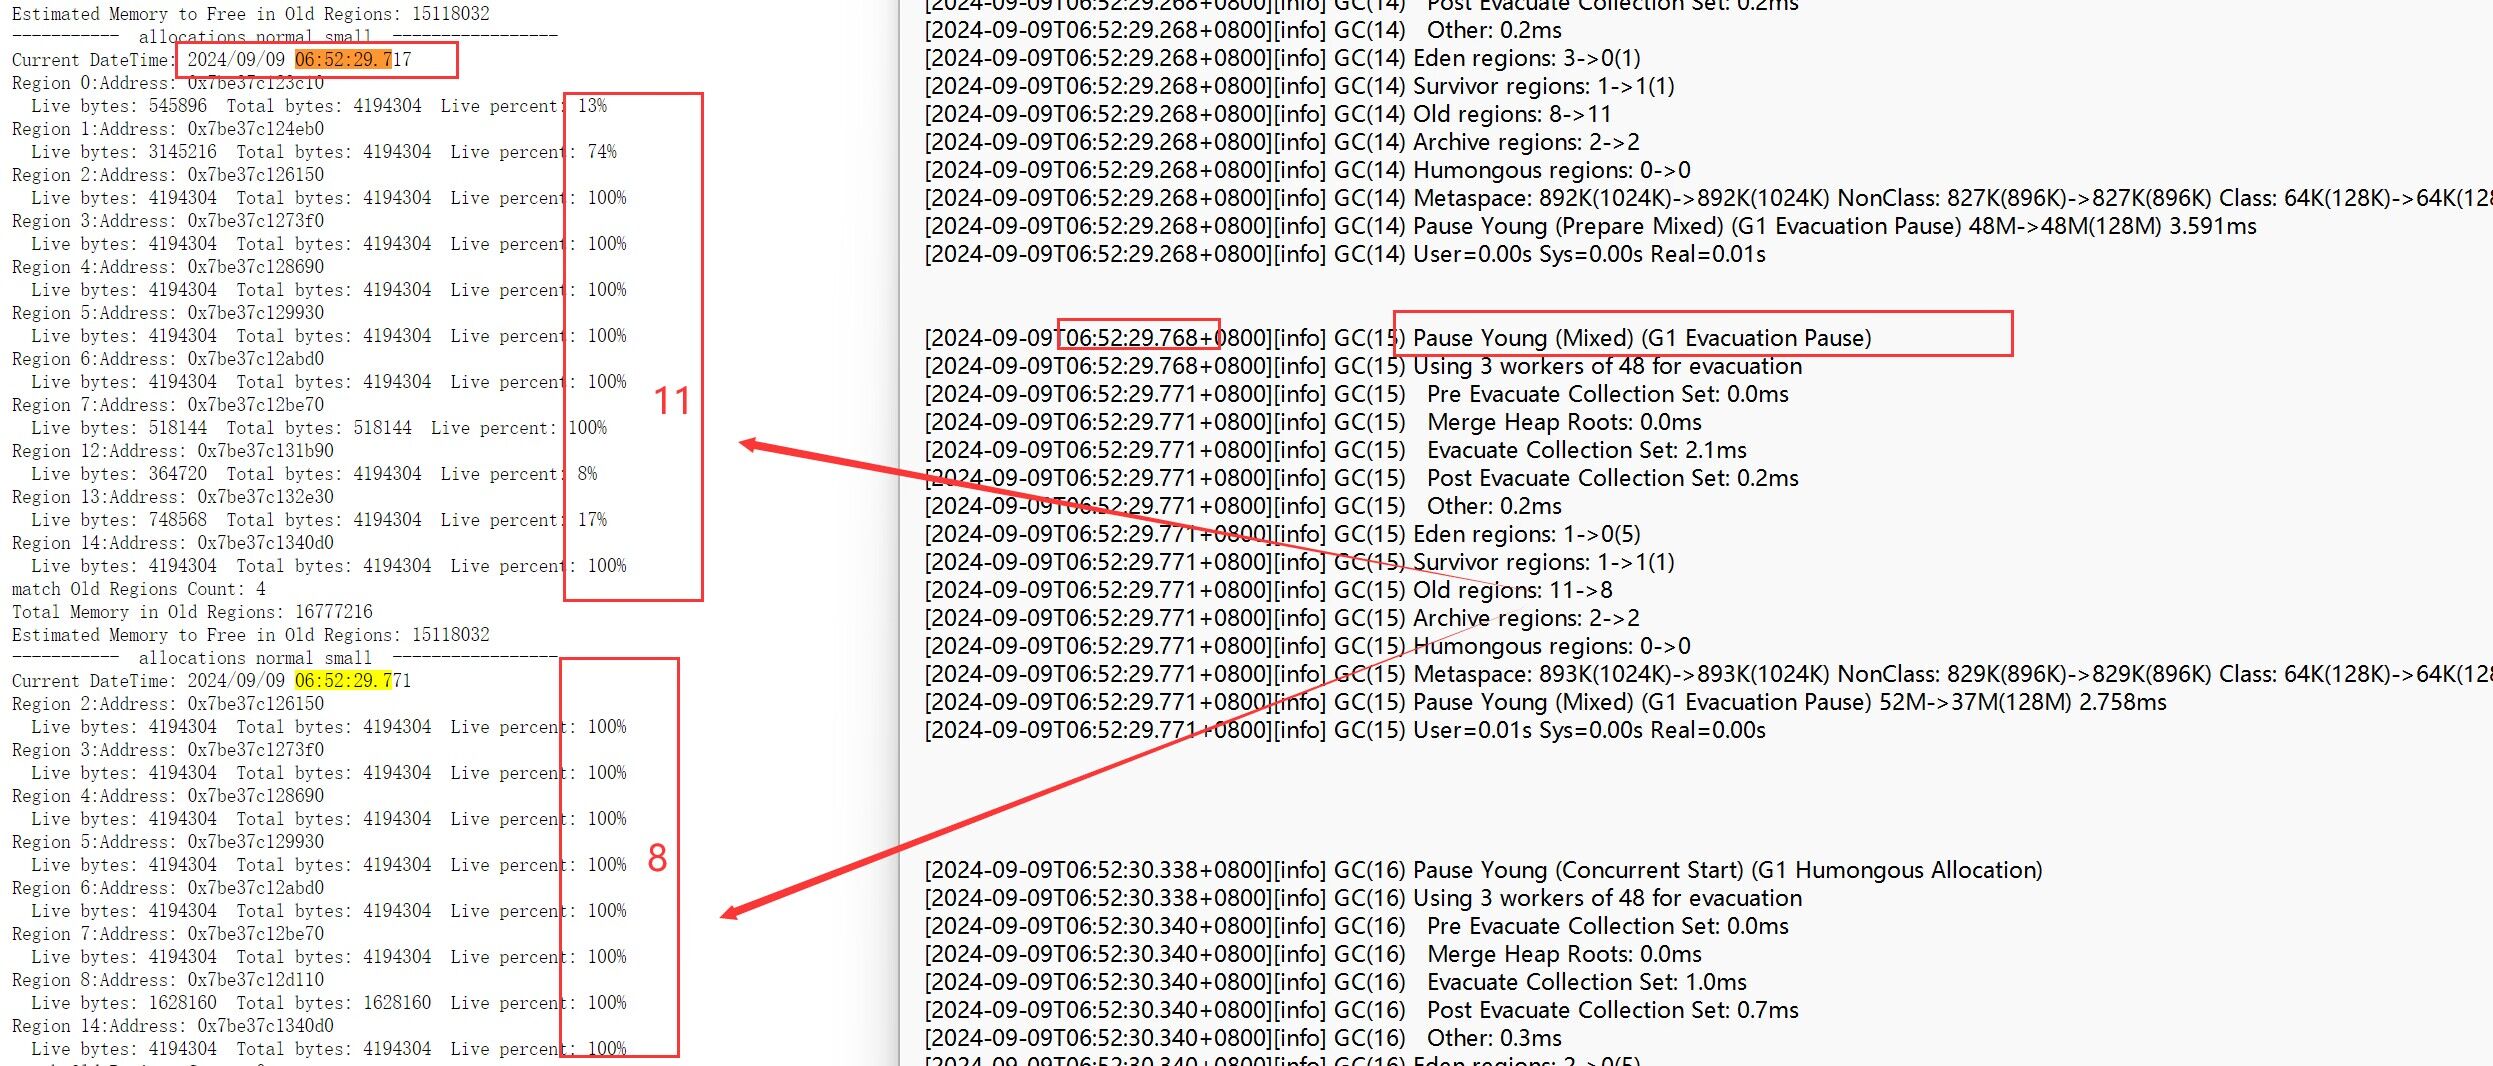 Estimated Memory to Free in Old Regions: 15118032
----------- allocations normal small -----------------
Current DateTime: 2024/09/09 06:52:29.717
Region 0:Address: 0x7be37c123c10
Live bytes: 545896 Total bytes: 4194304 Live percent: 13%
Region 1:Address: 0x7be37c124eb0
Live bytes: 3145216 Total bytes: 4194304 Live percent: 74%
Region 2:Address: 0x7be37c126150
Live bytes: 4194304 Total bytes: 4194304 Live percent: 100%
Region 3:Address: 0x7be37c1273f0
Live bytes: 4194304 Total bytes: 4194304 Live percent: 100%
Region 4:Address: 0x7be37c128690
Live bytes: 4194304 Total bytes: 4194304 Live percent: 100%
Region 5:Address: 0x7be37c129930
Live bytes: 4194304 Total bytes: 4194304 Live percent: 100%
Region 6:Address: 0x7be37c12abd0
Live bytes: 4194304 Total bytes: 4194304 Live percent: 100%
Region 7:Address: 0x7be37c12be70
Live bytes: 518144 Total bytes: 518144 Live percent: 100%
Region 12:Address: 0x7be37c131b90
Live bytes: 364720 Total bytes: 4194304 Live percent: 8%
Region 13:Address: 0x7be37c132e30
Live bytes: 748568 Total bytes: 4194304 Live percent: 17%
Region 14:Address: 0x7be37c1340d0
Live bytes: 4194304 Total bytes: 4194304 Live percent: 100%
match Old Regions Count: 4
Total Memory in Old Regions: 16777216
Estimated Memory to Free in Old Regions: 15118032
----------- allocations normal small -----------------
Current DateTime: 2024/09/09 06:52:29.771
Region 2:Address: 0x7be37c126150
Live bytes: 4194304 Total bytes: 4194304 Live percent: 100%
Region 3:Address: 0x7be37c1273f0
Live bytes: 4194304 Total bytes: 4194304 Live percent: 100%
Region 4:Address: 0x7be37c128690
Live bytes: 4194304 Total bytes: 4194304 Live percent: 100%
Region 5:Address: 0x7be37c129930
Live bytes: 4194304 Total bytes: 4194304 Live percent: 100%
Region 6:Address: 0x7be37c12abd0
Live bytes: 4194304 Total bytes: 4194304 Live percent: 100%
Region 7:Address: 0x7be37c12be70
Live bytes: 4194304 Total bytes: 4194304 Live percent: 100%
Region 8:Address: 0x7be37c12d110
Live bytes: 1628160 Total bytes: 1628160 Live percent: 100%
Region 14:Address: 0x7be37c1340d0
Live bytes: 4194304 Total bytes: 4194304 Live percent: 100%
11
8
[2024-09-09T06:52:29.268+0800][info] GC(14) Post Evacuate Collection Set: 0.2ms
[2024-09-09T06:52:29.268+0800][info] GC(14) Other: 0.2ms
[2024-09-09T06:52:29.268+0800][info] GC(14) Eden regions: 3->0(1)
[2024-09-09T06:52:29.268+0800][info] GC(14) Survivor regions: 1->1(1)
[2024-09-09T06:52:29.268+0800][info] GC(14) Old regions: 8->11
[2024-09-09T06:52:29.268+0800][info] GC(14) Archive regions: 2->2
[2024-09-09T06:52:29.268+0800][info] GC(14) Humongous regions: 0->0
[2024-09-09T06:52:29.268+0800][info] GC(14) Metaspace: 892K(1024K)->892K(1024K) NonClass: 827K(896K)->827K(896K) Class: 64K(128K)->64K(128
[2024-09-09T06:52:29.268+0800][info] GC(14) Pause Young (Prepare Mixed) (G1 Evacuation Pause) 48M->48M(128M) 3.591ms
[2024-09-09T06:52:29.268+0800][info] GC(14) User=0.00s Sys=0.00s Real=0.01s
[2024-09-09T06:52:29.768+0800][info] GC(15) Pause Young (Mixed) (G1 Evacuation Pause)
[2024-09-09T06:52:29.768+0800][info] GC(15) Using 3 workers of 48 for evacuation
[2024-09-09T06:52:29.771+0800][info] GC(15) Pre Evacuate Collection Set: 0.0ms
[2024-09-09T06:52:29.771+0800][info] GC(15) Merge Heap Roots: 0.0ms
[2024-09-09T06:52:29.771+0800][info] GC(15) Evacuate Collection Set: 2.1ms
[2024-09-09T06:52:29.771+0800][info] GC(15) Post Evacuate Collection Set: 0.2ms
[2024-09-09T06:52:29.771+0800][info] GC(15) Other: 0.2ms
[2024-09-09T06:52:29.771+0800][info] GC(15) Eden regions: 1->0(5)
[2024-09-09T06:52:29.771+0800][info] GC(15) Survivor regions: 1->1(1)
[2024-09-09T06:52:29.771+0800][info] GC(15) Old regions: 11->8
[2024-09-09T06:52:29.771+0800][info] GC(15) Archive regions: 2->2
[2024-09-09T06:52:29.771+0800][info] GC(15) Humongous regions: 0->0
[2024-09-09T06:52:29.771+0800][info] GC(15) Metaspace: 893K(1024K)->893K(1024K) NonClass: 829K(896K)->829K(896K) Class: 64K(128K)->64K(128
[2024-09-09T06:52:29.771+0800][info] GC(15) Pause Young (Mixed) (G1 Evacuation Pause) 52M->37M(128M) 2.758ms
[2024-09-09T06:52:29.771+0800][info] GC(15) User=0.01s Sys=0.00s Real=0.00s
[2024-09-09T06:52:30.338+0800][info] GC(16) Pause Young (Concurrent Start) (G1 Humongous Allocation)
[2024-09-09T06:52:30.338+0800][info] GC(16) Using 3 workers of 48 for evacuation
[2024-09-09T06:52:30.340+0800][info] GC(16) Pre Evacuate Collection Set: 0.0ms
[2024-09-09T06:52:30.340+0800][info] GC(16) Merge Heap Roots: 0.0ms
[2024-09-09T06:52:30.340+0800][info] GC(16) Evacuate Collection Set: 1.0ms
[2024-09-09T06:52:30.340+0800][info] GC(16) Post Evacuate Collection Set: 0.7ms
[2024-09-09T06:52:30.340+0800][info] GC(16) Other: 0.3ms
[2024-09-09T06:52:30.340+0800][info] GC(16) Eden regions: 2->0(5)